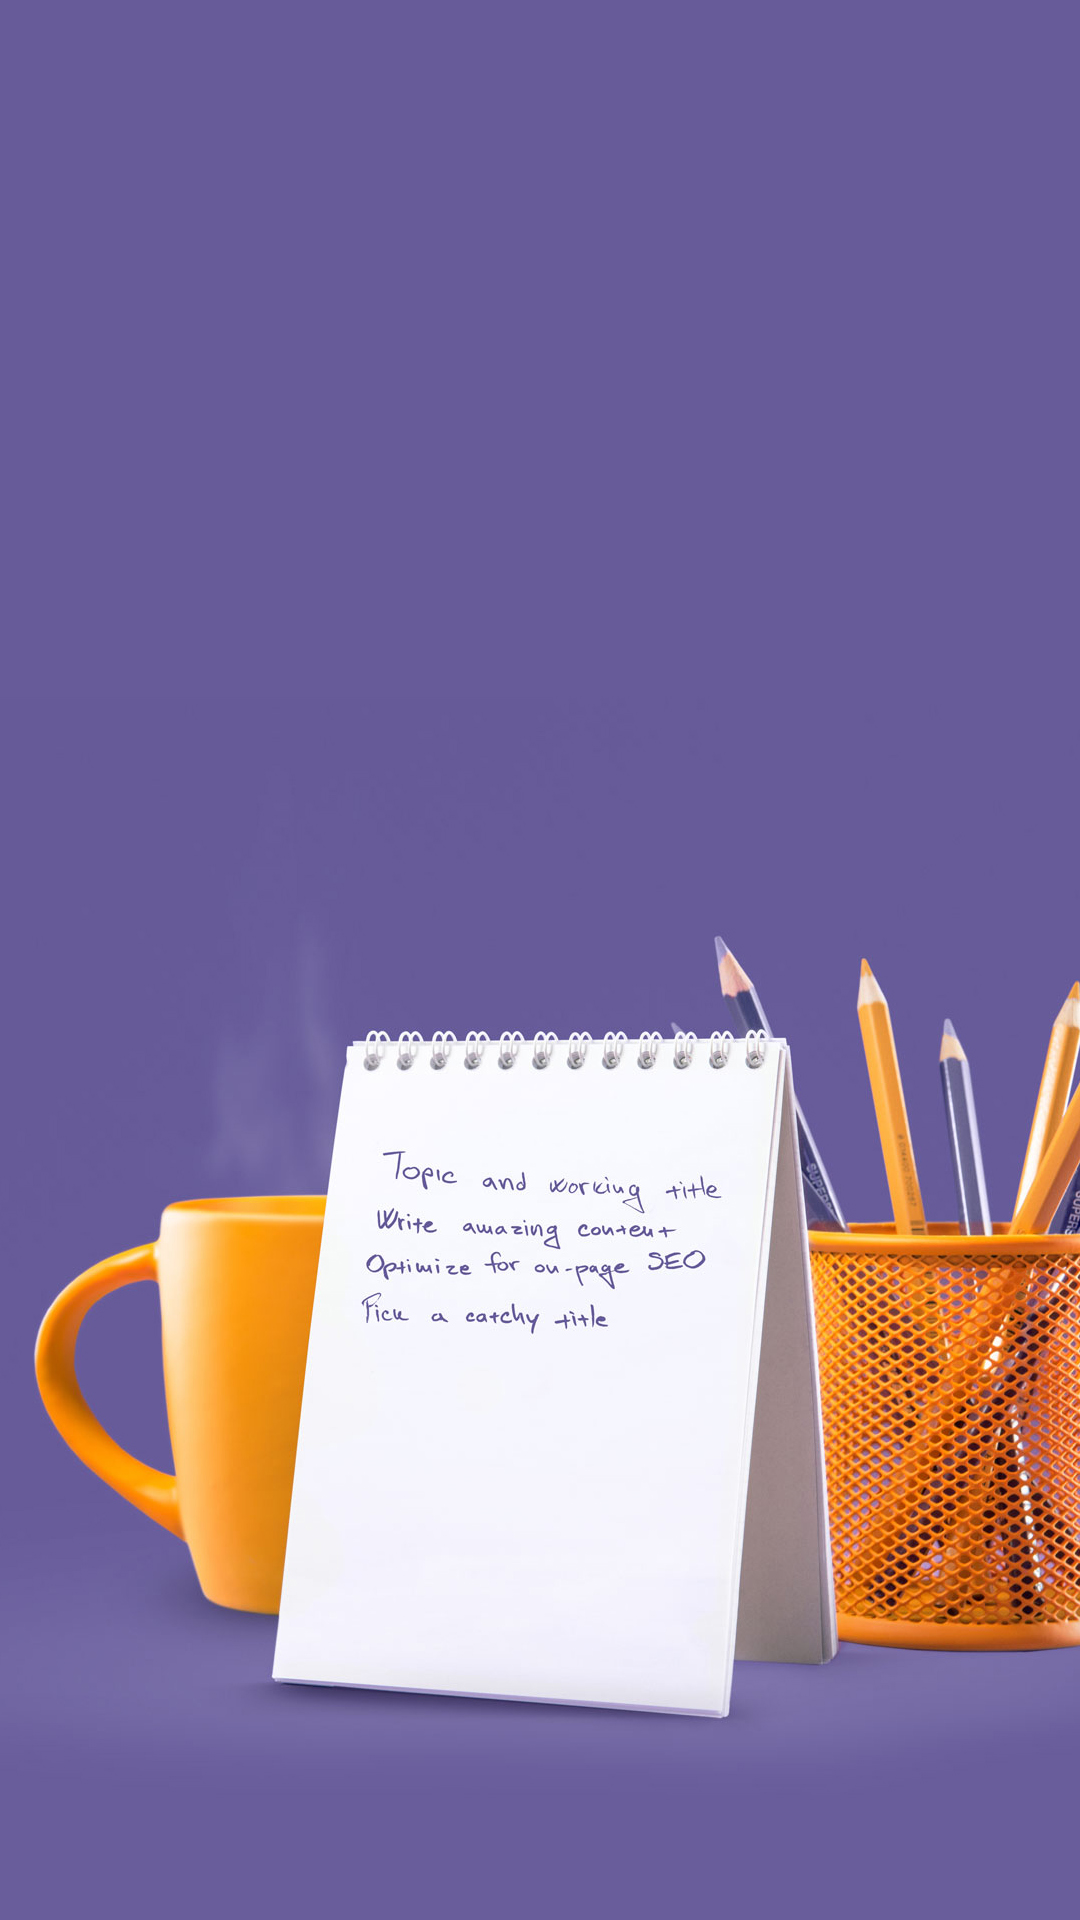 Topic and working title
Write amazing content
Optimize for on-page SEO
Pick a catchy title